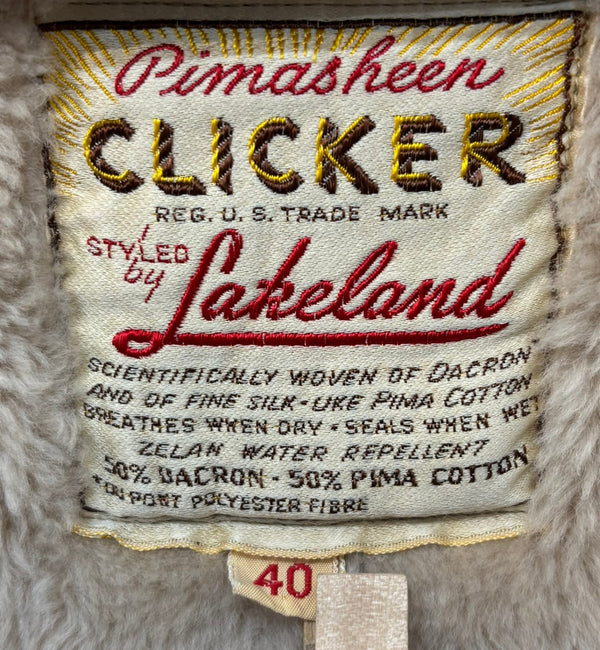 Pimasheen
CLICKER
REG. U. S. TRADE MARK
STYLED
by
Lakeland
SCIENTIFICALLY WOVEN OF DACRON*
AND OF FINE SILK-LIKE PIMA COTTON
BREATHES WHEN DRY - SEALS WHEN WET
ZELAN WATER REPELLENT
50% DACRON - 50% PIMA COTTON
*DU PONT POLYESTER FIBRE
40